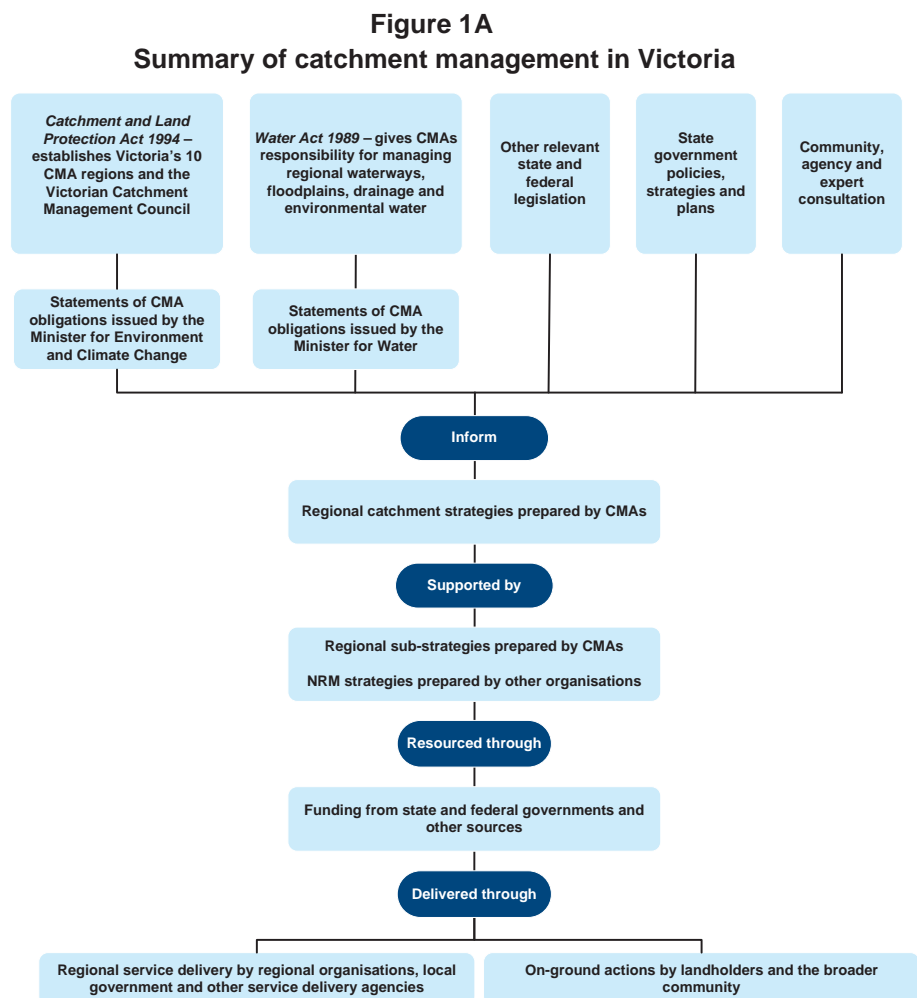 Figure 1A
Summary of catchment management in Victoria
Catchment and Land
Protection Act 1994 –
establishes Victoria's 10
CMA regions and the
Victorian Catchment
Management Council
Water Act 1989 – gives CMAs
responsibility for managing
regional waterways,
floodplains, drainage and
environmental water
Other relevant
state and
federal
legislation
State
government
policies,
strategies and
plans
Community,
agency and
expert
consultation
Statements of CMA
obligations issued by the
Minister for Environment
and Climate Change
Statements of CMA
obligations issued by the
Minister for Water
Inform
Regional catchment strategies prepared by CMAs
Supported by
Regional sub-strategies prepared by CMAs
NRM strategies prepared by other organisations
Resourced through
Funding from state and federal governments and
other sources
Delivered through
Regional service delivery by regional organisations, local
government and other service delivery agencies
On-ground actions by landholders and the broader
community